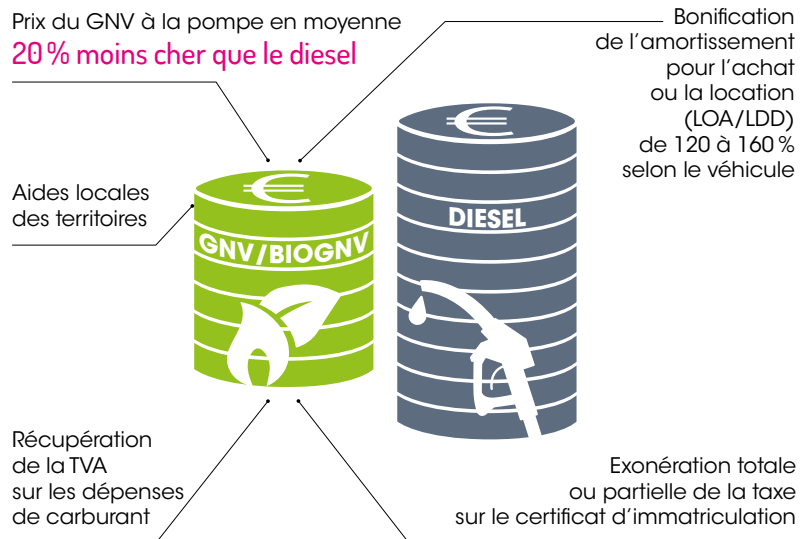 Prix du GNV à la pompe en moyenne
20 % moins cher que le diesel
Bonification
de l'amortissement
pour l'achat
ou la location
(LOA/LDD)
de 120 à 160 %
selon le véhicule
Aides locales
des territoires
€
GNV/BIOGNV
€
DIESEL
Récupération
de la TVA
sur les dépenses
de carburant
Exonération totale
ou partielle de la taxe
sur le certificat d'immatriculation